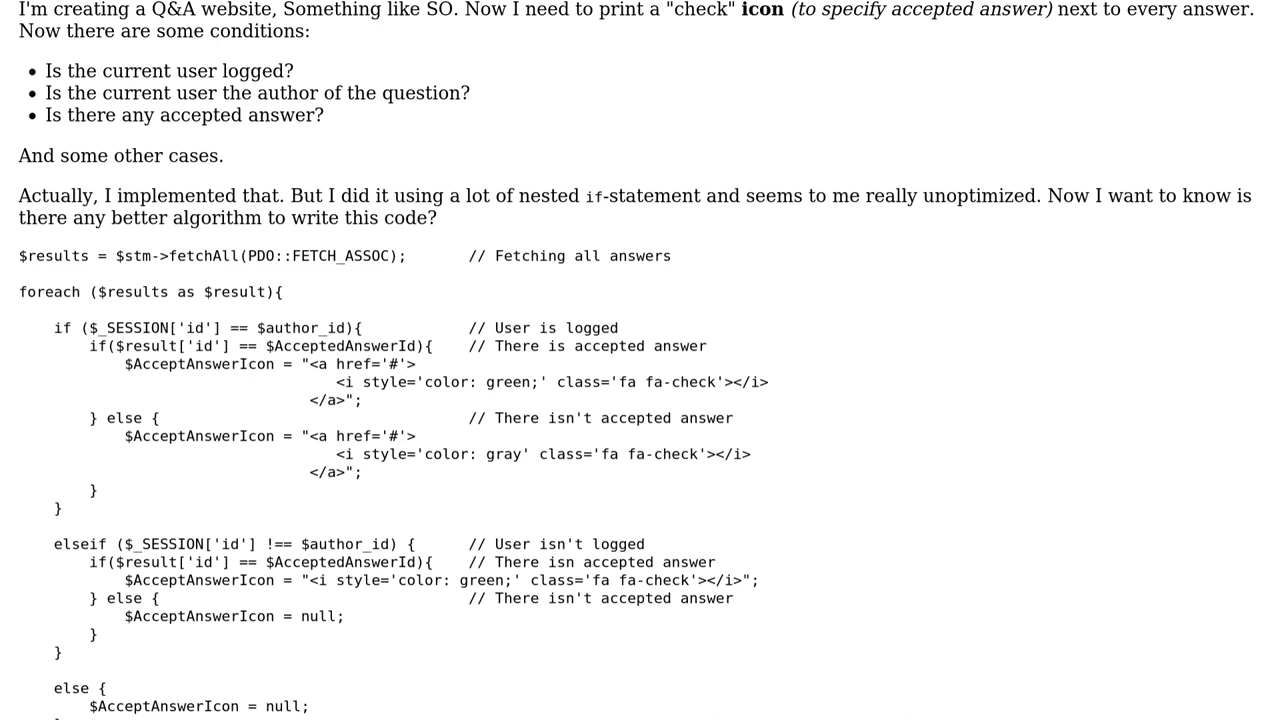 I'm creating a Q&A website, Something like SO. Now I need to print a "check" icon (to specify accepted answer) next to every answer.
Now there are some conditions:
• Is the current user logged?
• Is the current user the author of the question?
• Is there any accepted answer?
And some other cases.
Actually, I implemented that. But I did it using a lot of nested if-statement and seems to me really unoptimized. Now I want to know is
there any better algorithm to write this code?
$results = $stm->fetchAll(PDO::FETCH_ASSOC);       // Fetching all answers
foreach ($results as $result){
    if ($_SESSION['id'] == $author_id){            // User is logged
        if($result['id'] == $AcceptedAnswerId){    // There is accepted answer
            $AcceptAnswerIcon = "<a href='#'>
                                    <i style='color: green;' class='fa fa-check'></i>
                                 </a>";
        } else {                                   // There isn't accepted answer
            $AcceptAnswerIcon = "<a href='#'>
                                    <i style='color: gray' class='fa fa-check'></i>
                                 </a>";
        }
    }
    elseif ($_SESSION['id'] !== $author_id) {      // User isn't logged
        if($result['id'] == $AcceptedAnswerId){    // There isn accepted answer
            $AcceptAnswerIcon = "<i style='color: green;' class='fa fa-check'></i>";
        } else {                                   // There isn't accepted answer
            $AcceptAnswerIcon = null;
        }
    }
    else {
        $AcceptAnswerIcon = null;